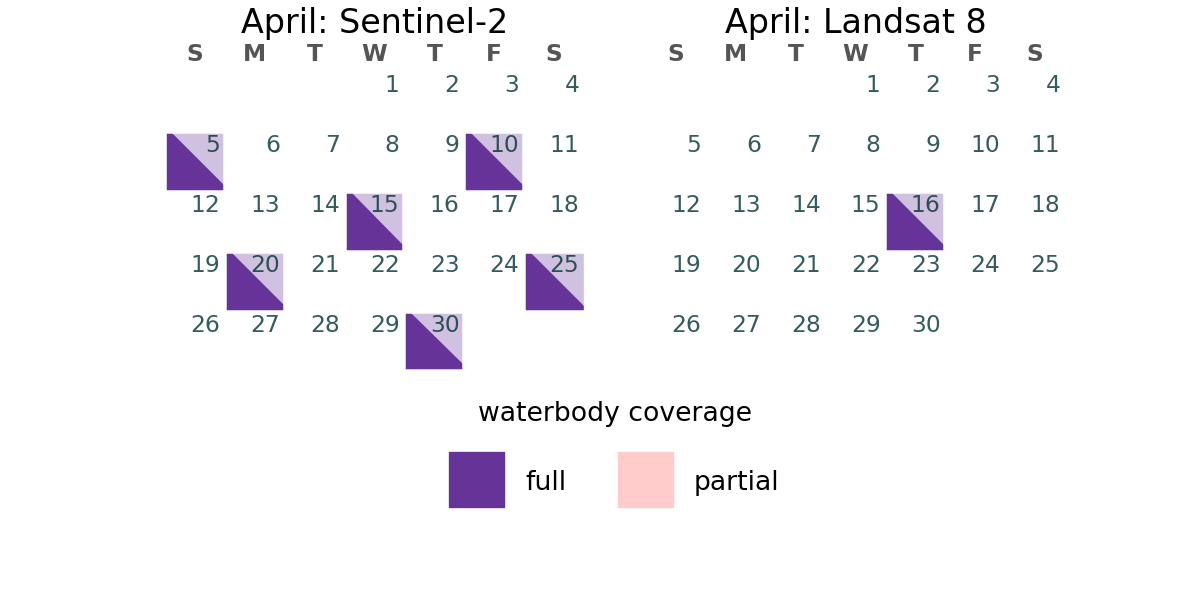 April: Sentinel-2
S M T W T F S
1 2 3 4
5 6 7 8 9 10 11
12 13 14 15 16 17 18
19 20 21 22 23 24 25
26 27 28 29 30
April: Landsat 8
S M T W T F S
1 2 3 4
5 6 7 8 9 10 11
12 13 14 15 16 17 18
19 20 21 22 23 24 25
26 27 28 29 30
waterbody coverage
full partial